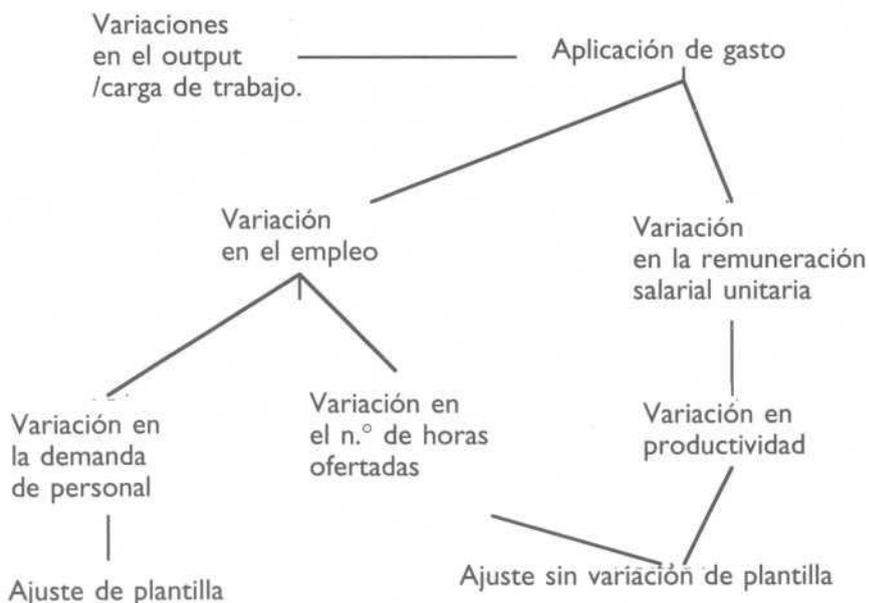 Variaciones
en el output
/carga de trabajo.
Aplicación de gasto
Variación
en el empleo
Variación
en la remuneración
salarial unitaria
Variación en
la demanda
de personal
Variación en
el n.° de horas
ofertadas
Variación en
productividad
Ajuste de plantilla
Ajuste sin variación de plantilla